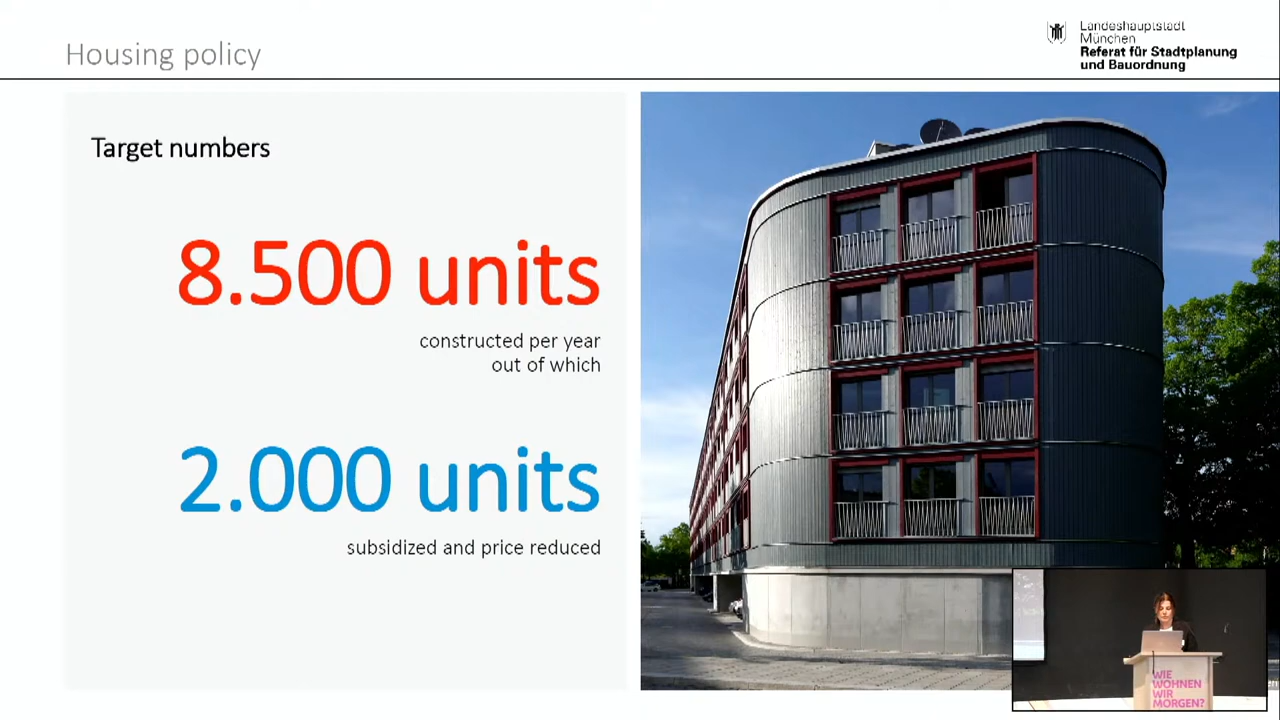 Housing policy
Landeshauptstadt
München
Referat für Stadtplanung
und Bauordnung
Target numbers
8.500 units
constructed per year
out of which
2.000 units
subsidized and price reduced
WIE
WOHNEN
WIR
MORGEN?